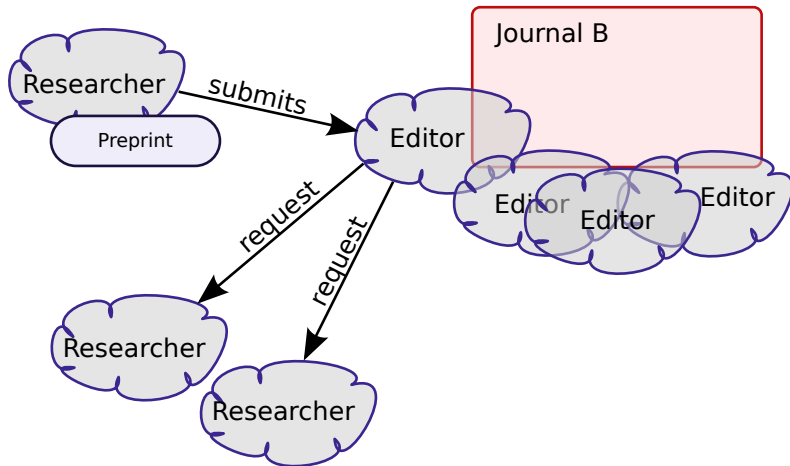 Journal B
Researcher
submits
Preprint
Editor
Editor
Editor
Editor
request
request
Researcher
Researcher